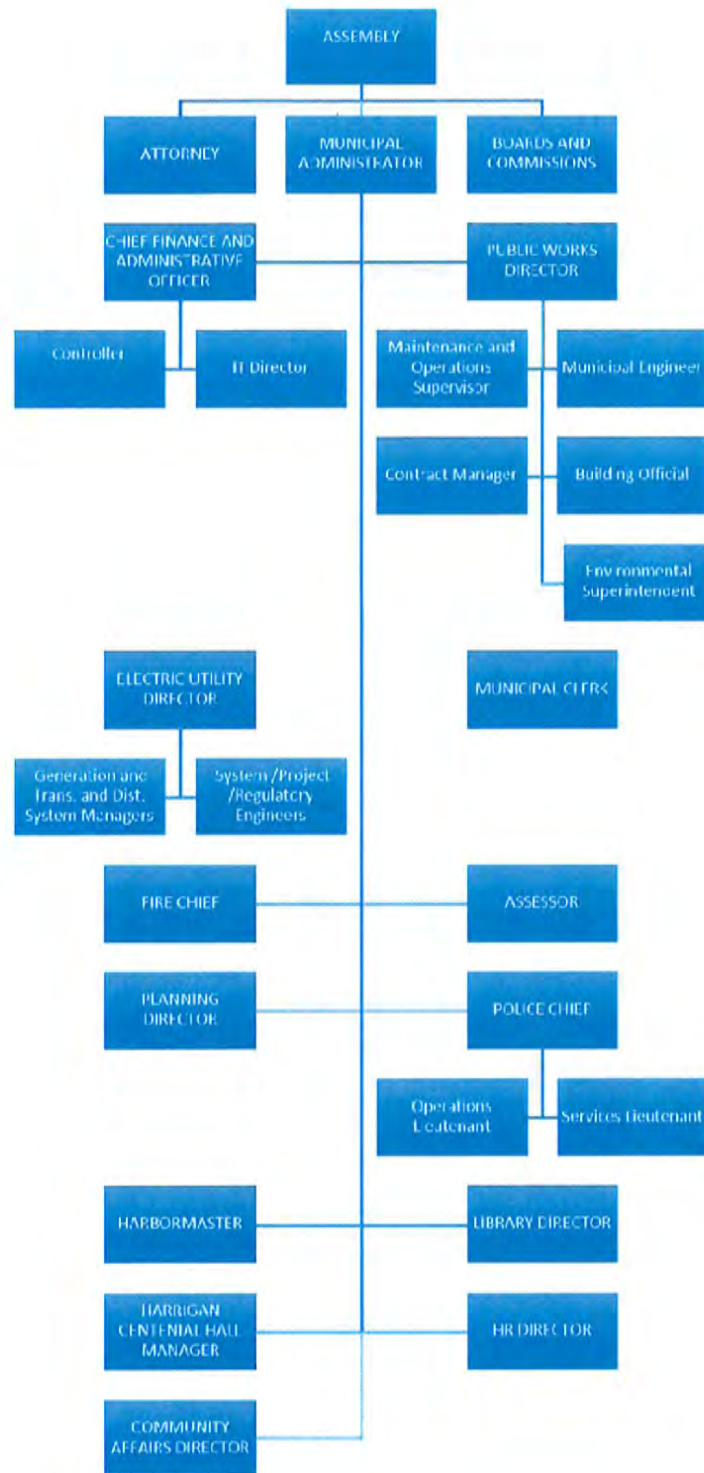 ASSEMBLY
ATTORNEY
MUNICIPAL
ADMINISTRATOR
BOARDS AND
COMMISSIONS
CHIEF FINANCE AND
ADMINISTRATIVE
OFFICER
PUBLIC WORKS
DIRECTOR
Controller
IT Director
Maintenance and
Operations
Supervisor
Municipal Engineer
Contract Manager
Building Official
Environmental
Superintendent
ELECTRIC UTILITY
DIRECTOR
MUNICIPAL CLERK
Generation and
Trans. and Dist.
System Managers
System /Project
/Regulatory
Engineers
FIRE CHIEF
ASSESSOR
PLANNING
DIRECTOR
POLICE CHIEF
Operations
Lieutenant
Services Lieutenant
HARBORMASTER
LIBRARY DIRECTOR
HARRIGAN
CENTENIAL HALL
MANAGER
HR DIRECTOR
COMMUNITY
AFFAIRS DIRECTOR